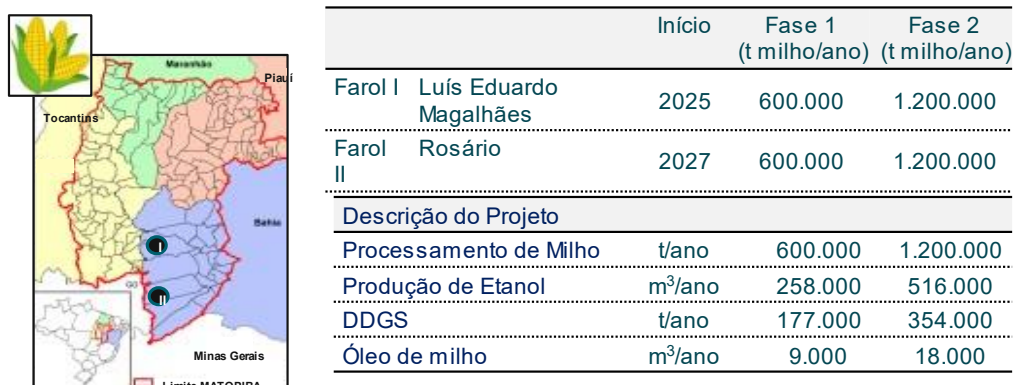 Maranhão
Piauí
Tocantins
Bahia
GO
I
II
Minas Gerais
Limite MATOPIBA
Início Fase 1 Fase 2
(t milho/ano) (t milho/ano)
Farol I Luís Eduardo
Magalhães 2025 600.000 1.200.000
Farol Rosário
II 2027 600.000 1.200.000
Descrição do Projeto
Processamento de Milho t/ano 600.000 1.200.000
Produção de Etanol m³/ano 258.000 516.000
DDGS t/ano 177.000 354.000
Óleo de milho m³/ano 9.000 18.000